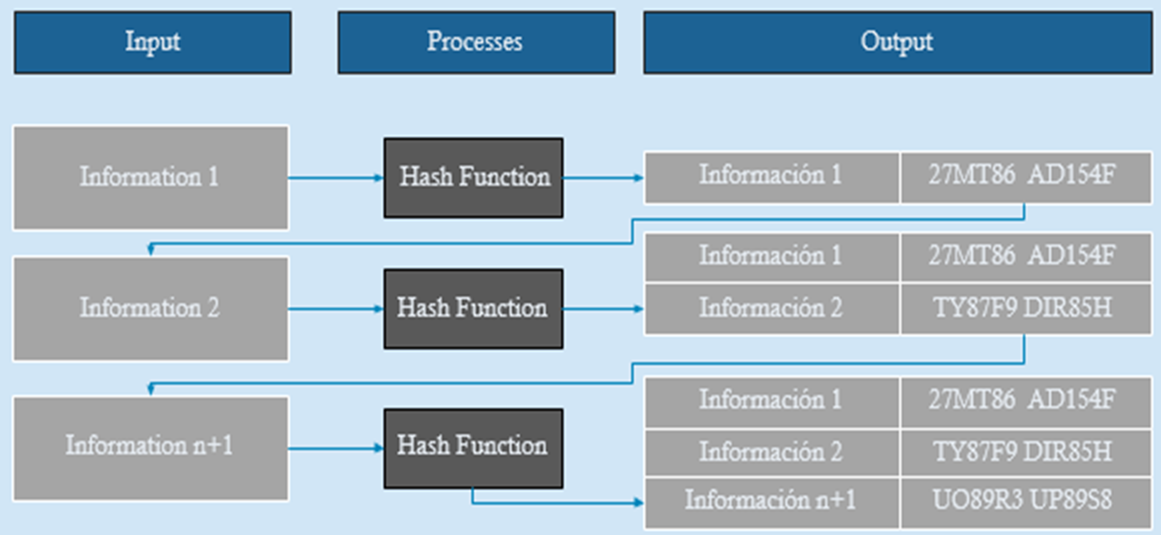 Input
Processes
Output
Information 1
Hash Function
Información 1
27MT86 AD154F
Información 1
27MT86 AD154F
Information 2
Hash Function
Información 2
TY87F9 DIR85H
Información 1
27MT86 AD154F
Information n+1
Hash Function
Información 2
TY87F9 DIR85H
Información n+1
UO89R3 UP89S8